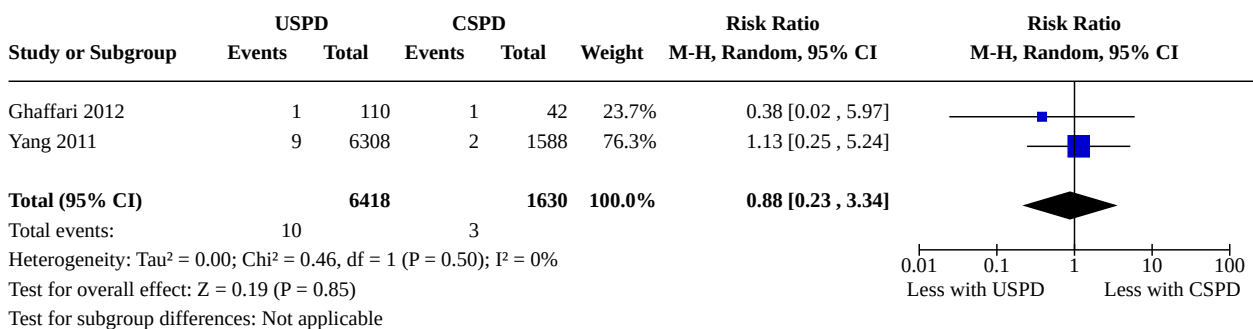 USPD CSPD Risk Ratio Risk Ratio
Study or Subgroup Events Total Events Total Weight M-H, Random, 95% CI M-H, Random, 95% CI
Ghaffari 2012 1 110 1 42 23.7% 0.38 [0.02 , 5.97]
Yang 2011 9 6308 2 1588 76.3% 1.13 [0.25 , 5.24]
Total (95% CI) 6418 1630 100.0% 0.88 [0.23 , 3.34]
Total events: 10 3
Heterogeneity: Tau² = 0.00; Chi² = 0.46, df = 1 (P = 0.50); I² = 0%
0.01 0.1 1 10 100
Test for overall effect: Z = 0.19 (P = 0.85)
Less with USPD Less with CSPD
Test for subgroup differences: Not applicable